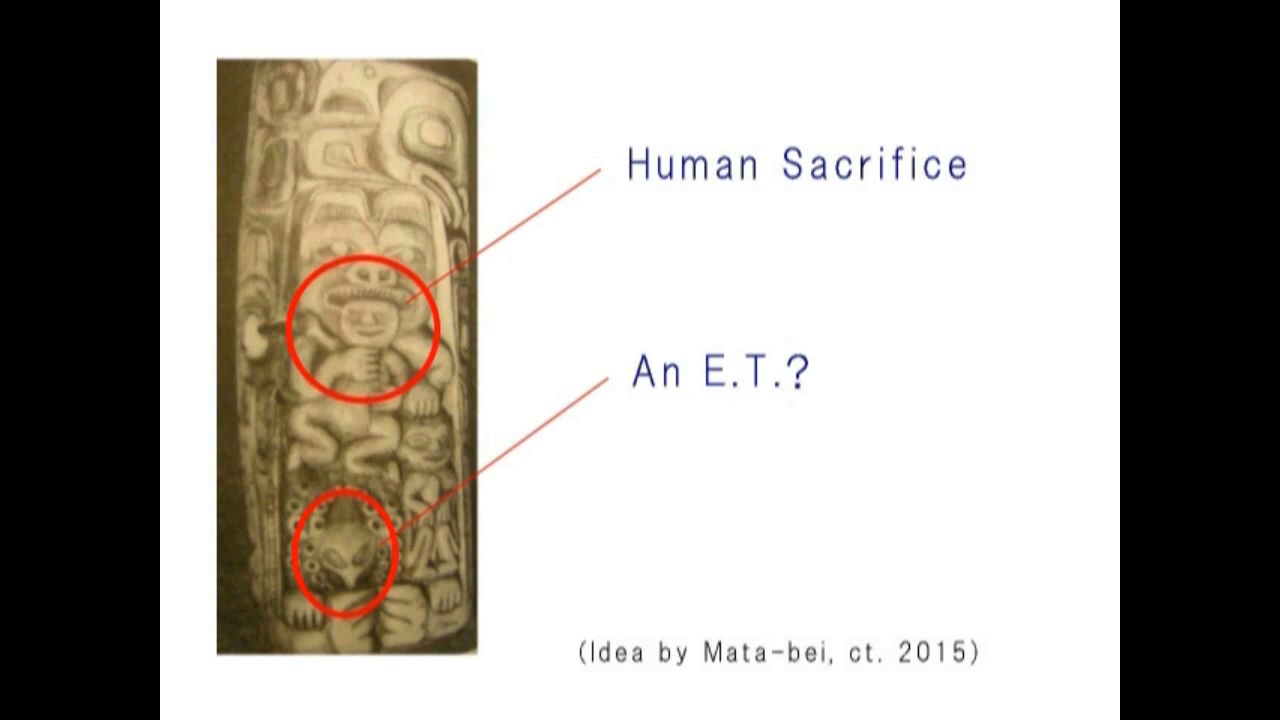 Human Sacrifice
An E.T.?
(Idea by Mata-bei, ct. 2015)